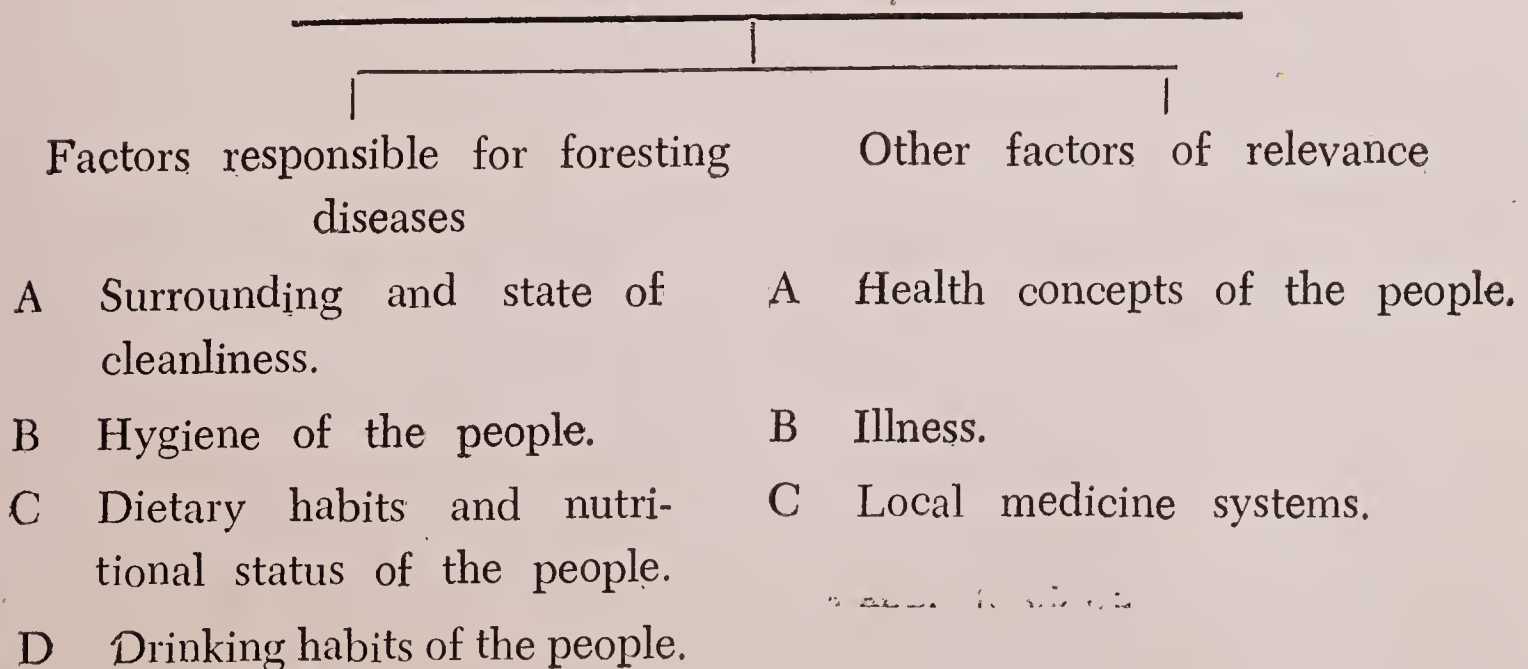 Factors responsible for foresting
diseases
A Surrounding and state of
cleanliness.
B Hygiene of the people.
C Dietary habits and nutri-
tional status of the people.
D Drinking habits of the people.
Other factors of relevance
A Health concepts of the people.
B Illness.
C Local medicine systems.